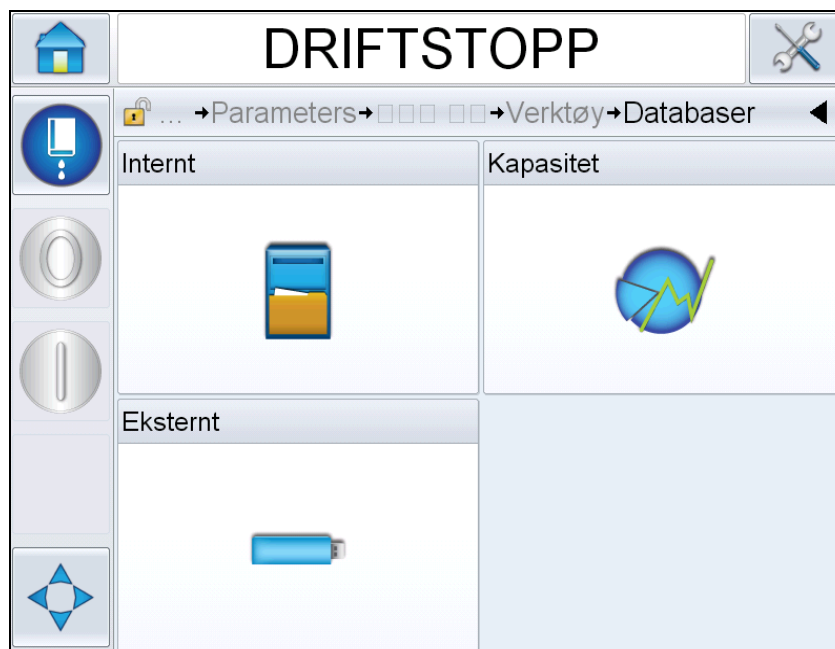 DRIFTSTOPP
... →Parameters→ →Verktøy→Databaser
Internt
Kapasitet
Eksternt